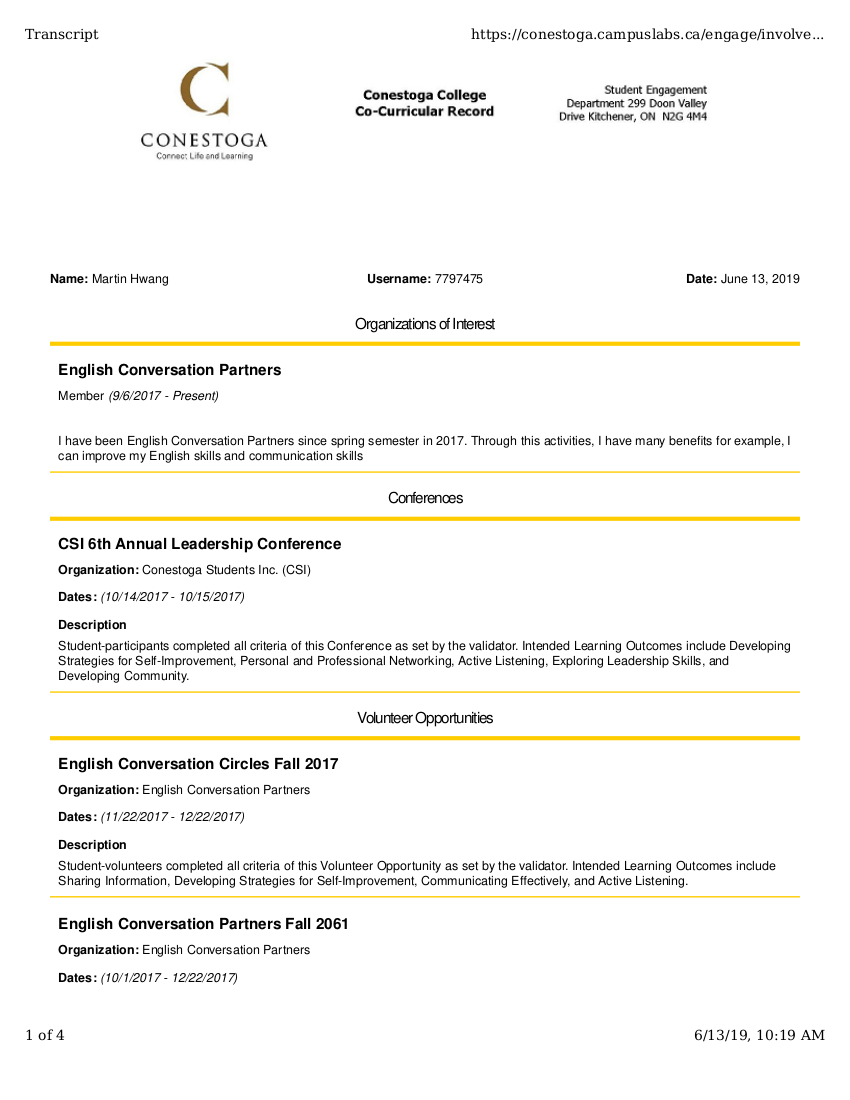 Transcript https://conestoga.campuslabs.ca/engage/involve...
CONESTOGA
Connect Life and Learning
Conestoga College
Co-Curricular Record
Student Engagement
Department 299 Doon Valley
Drive Kitchener, ON N2G 4M4
Name: Martin Hwang Username: 7797475 Date: June 13, 2019
Organizations of Interest
English Conversation Partners
Member (9/6/2017 - Present)
I have been English Conversation Partners since spring semester in 2017. Through this activities, I have many benefits for example, I
can improve my English skills and communication skills
Conferences
CSI 6th Annual Leadership Conference
Organization: Conestoga Students Inc. (CSI)
Dates: (10/14/2017 - 10/15/2017)
Description
Student-participants completed all criteria of this Conference as set by the validator. Intended Learning Outcomes include Developing
Strategies for Self-Improvement, Personal and Professional Networking, Active Listening, Exploring Leadership Skills, and
Developing Community.
Volunteer Opportunities
English Conversation Circles Fall 2017
Organization: English Conversation Partners
Dates: (11/22/2017 - 12/22/2017)
Description
Student-volunteers completed all criteria of this Volunteer Opportunity as set by the validator. Intended Learning Outcomes include
Sharing Information, Developing Strategies for Self-Improvement, Communicating Effectively, and Active Listening.
English Conversation Partners Fall 2061
Organization: English Conversation Partners
Dates: (10/1/2017 - 12/22/2017)
1 of 4 6/13/19, 10:19 AM